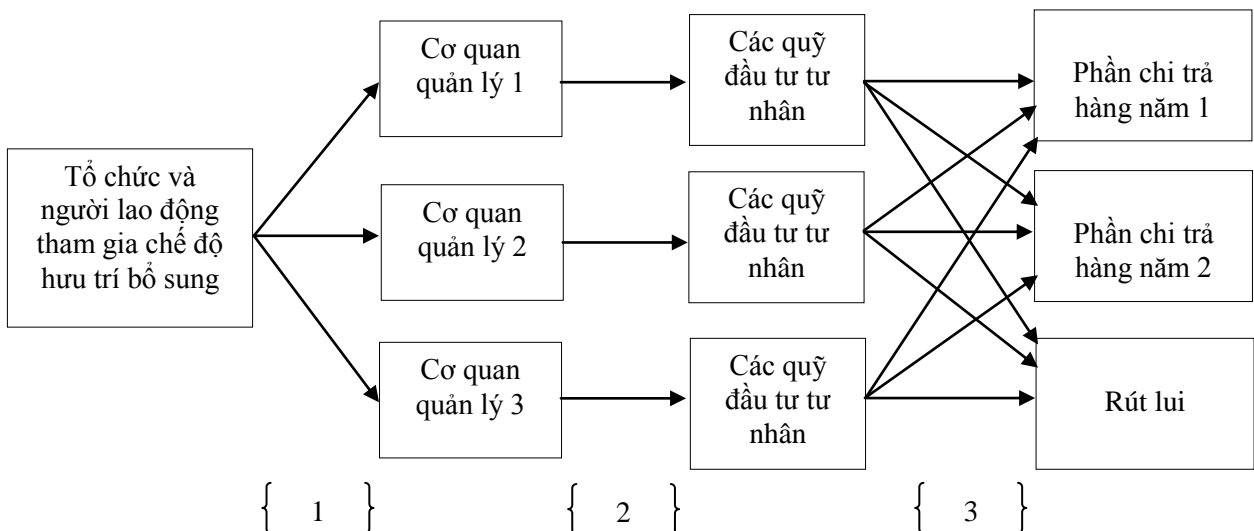 Tổ chức và
người lao động
tham gia chế độ
hưu trí bổ sung
Cơ quan
quản lý 1
Cơ quan
quản lý 2
Cơ quan
quản lý 3
Các quỹ
đầu tư tư
nhân
Các quỹ
đầu tư tư
nhân
Các quỹ
đầu tư tư
nhân
Phần chi trả
hàng năm 1
Phần chi trả
hàng năm 2
Rút lui
{ 1 } { 2 } { 3 }